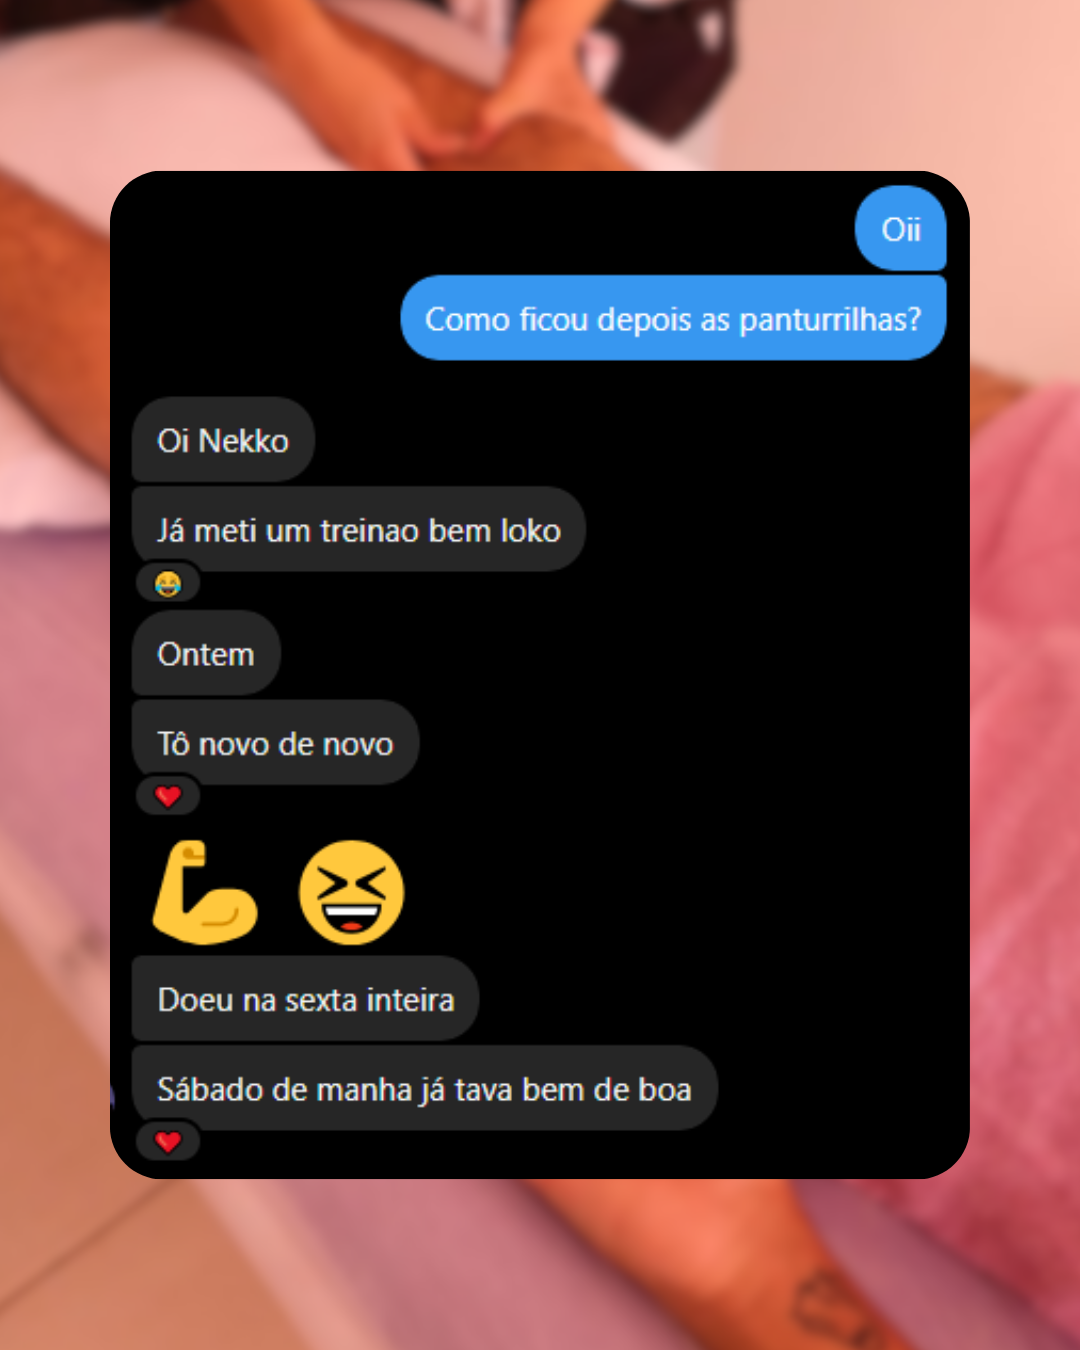 Oii
Como ficou depois as panturrilhas?
Oi Nekko
Já meti um treinao bem loko
Ontem
Tô novo de novo
Doeu na sexta inteira
Sábado de manha já tava bem de boa